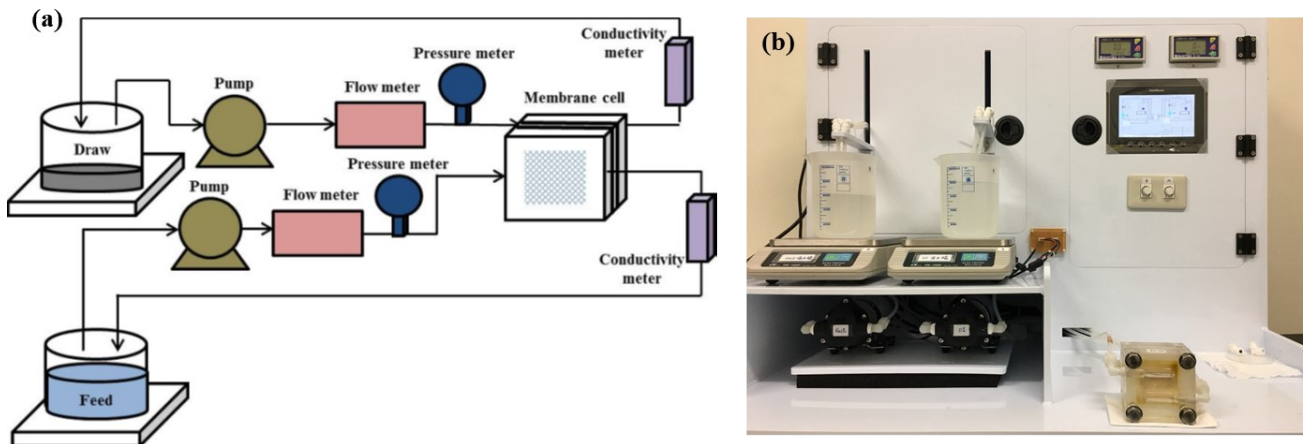 (a)
Conductivity
meter
Pressure meter
Pump
Flow meter
Membrane cell
Draw
Pressure meter
Pump
Flow meter
Conductivity
meter
Feed
(b)